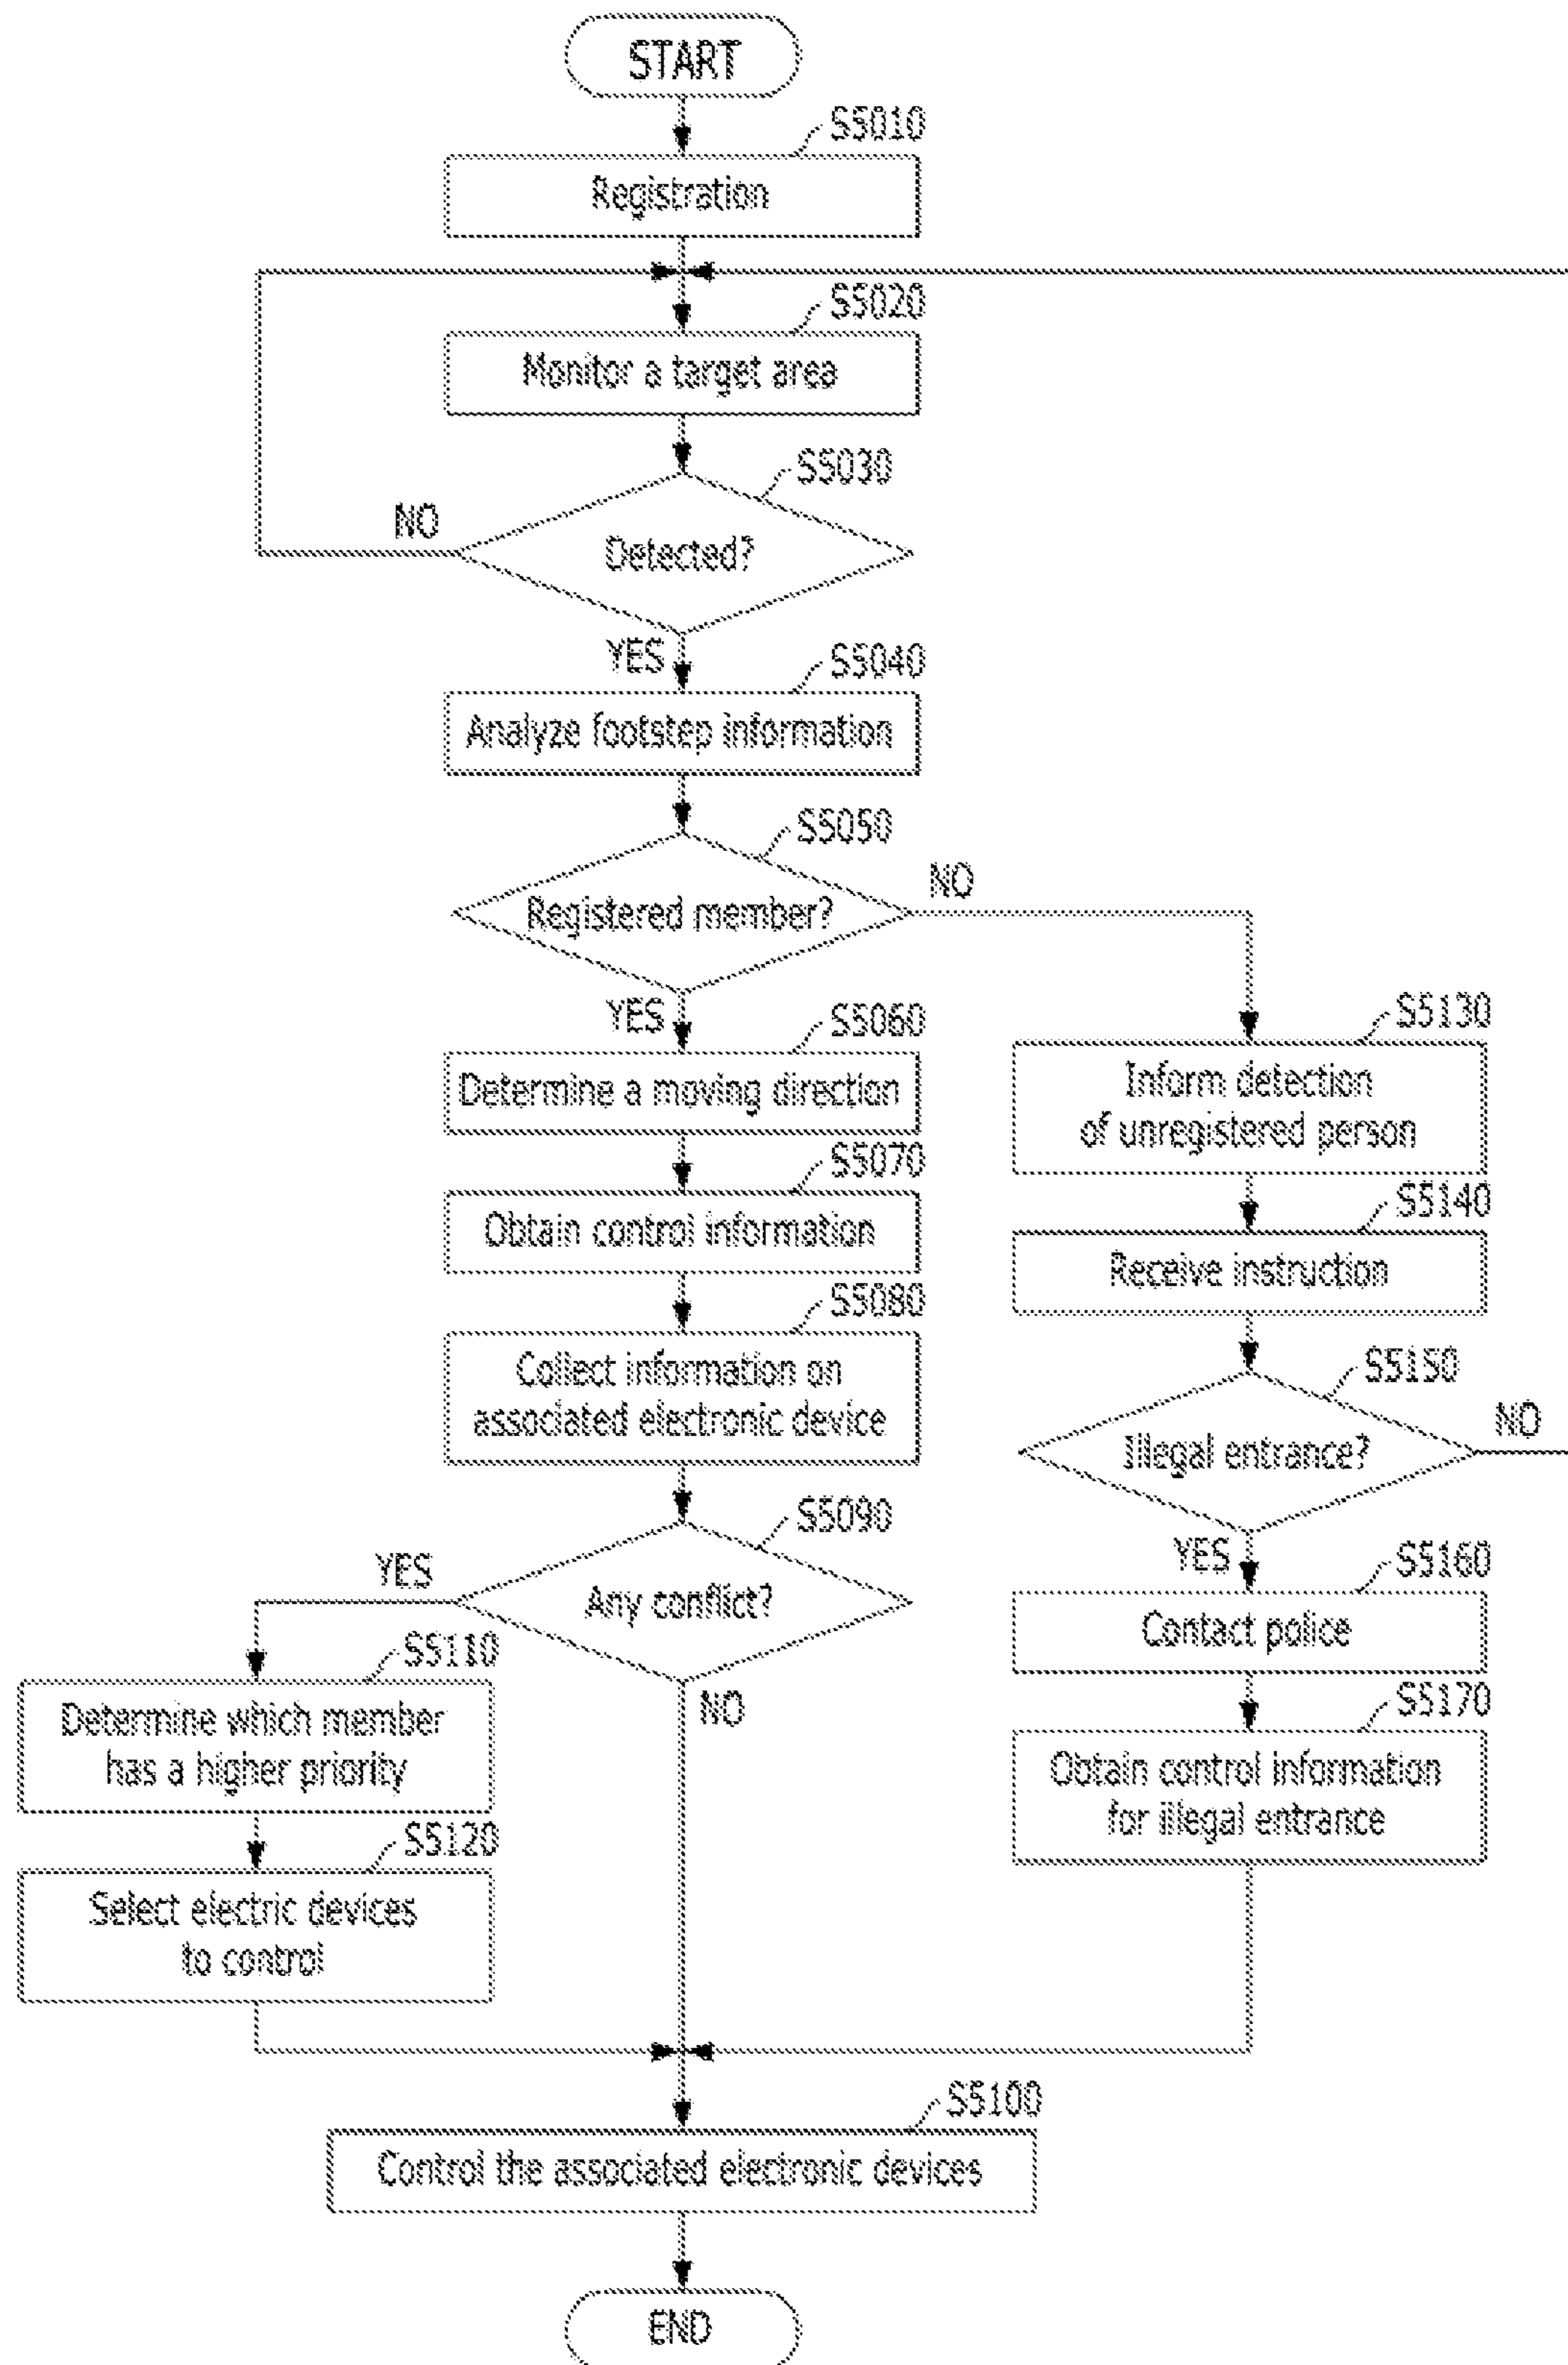 START
S5010
Registration
S5020
Monitor a target area
S5030
NO
Detected?
YES
S5040
Analyze footstep information
S5050
NO
Registered member?
YES
S5060
Determine a moving direction
S5070
Obtain control information
S5080
Collect information on
associated electronic device
S5090
YES
Any conflict?
NO
S5110
Determine which member
has a higher priority
S5120
Select electric devices
to control
S5130
Inform detection
of unregistered person
S5140
Receive instruction
S5150
NO
Illegal entrance?
YES
S5160
Contact police
S5170
Obtain control information
for illegal entrance
S5100
Control the associated electronic devices
END